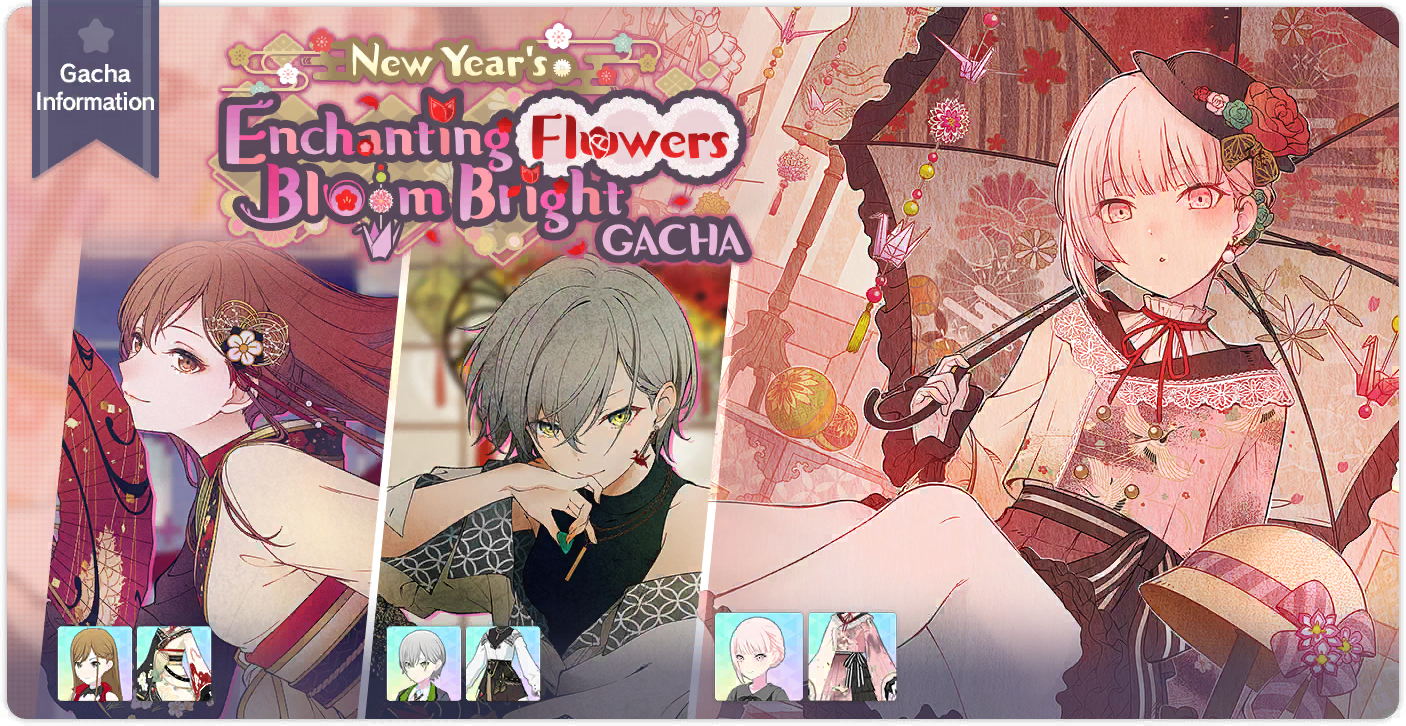 Gacha
Information
New Year's
Enchanting Flowers
Bloom Bright
GACHA